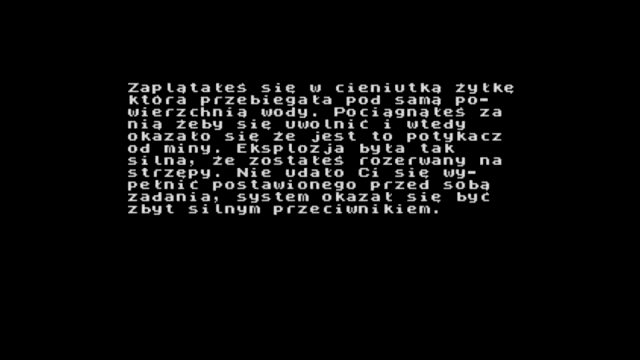 Zaplątałeś się w cieniutką żyłkę
która przebiegała pod samą po-
wierzchnią wody. Pociągnąłeś za
nią żeby się uwolnić i wtedy
okazało się że jest to potykacz
od miny. Eksplozja była tak
silna, że zostałeś rozerwany na
strzępy. Nie udało Ci się wy-
pełnić postawionego przed sobą
zadania, system okazał się być
zbyt silnym przeciwnikiem.